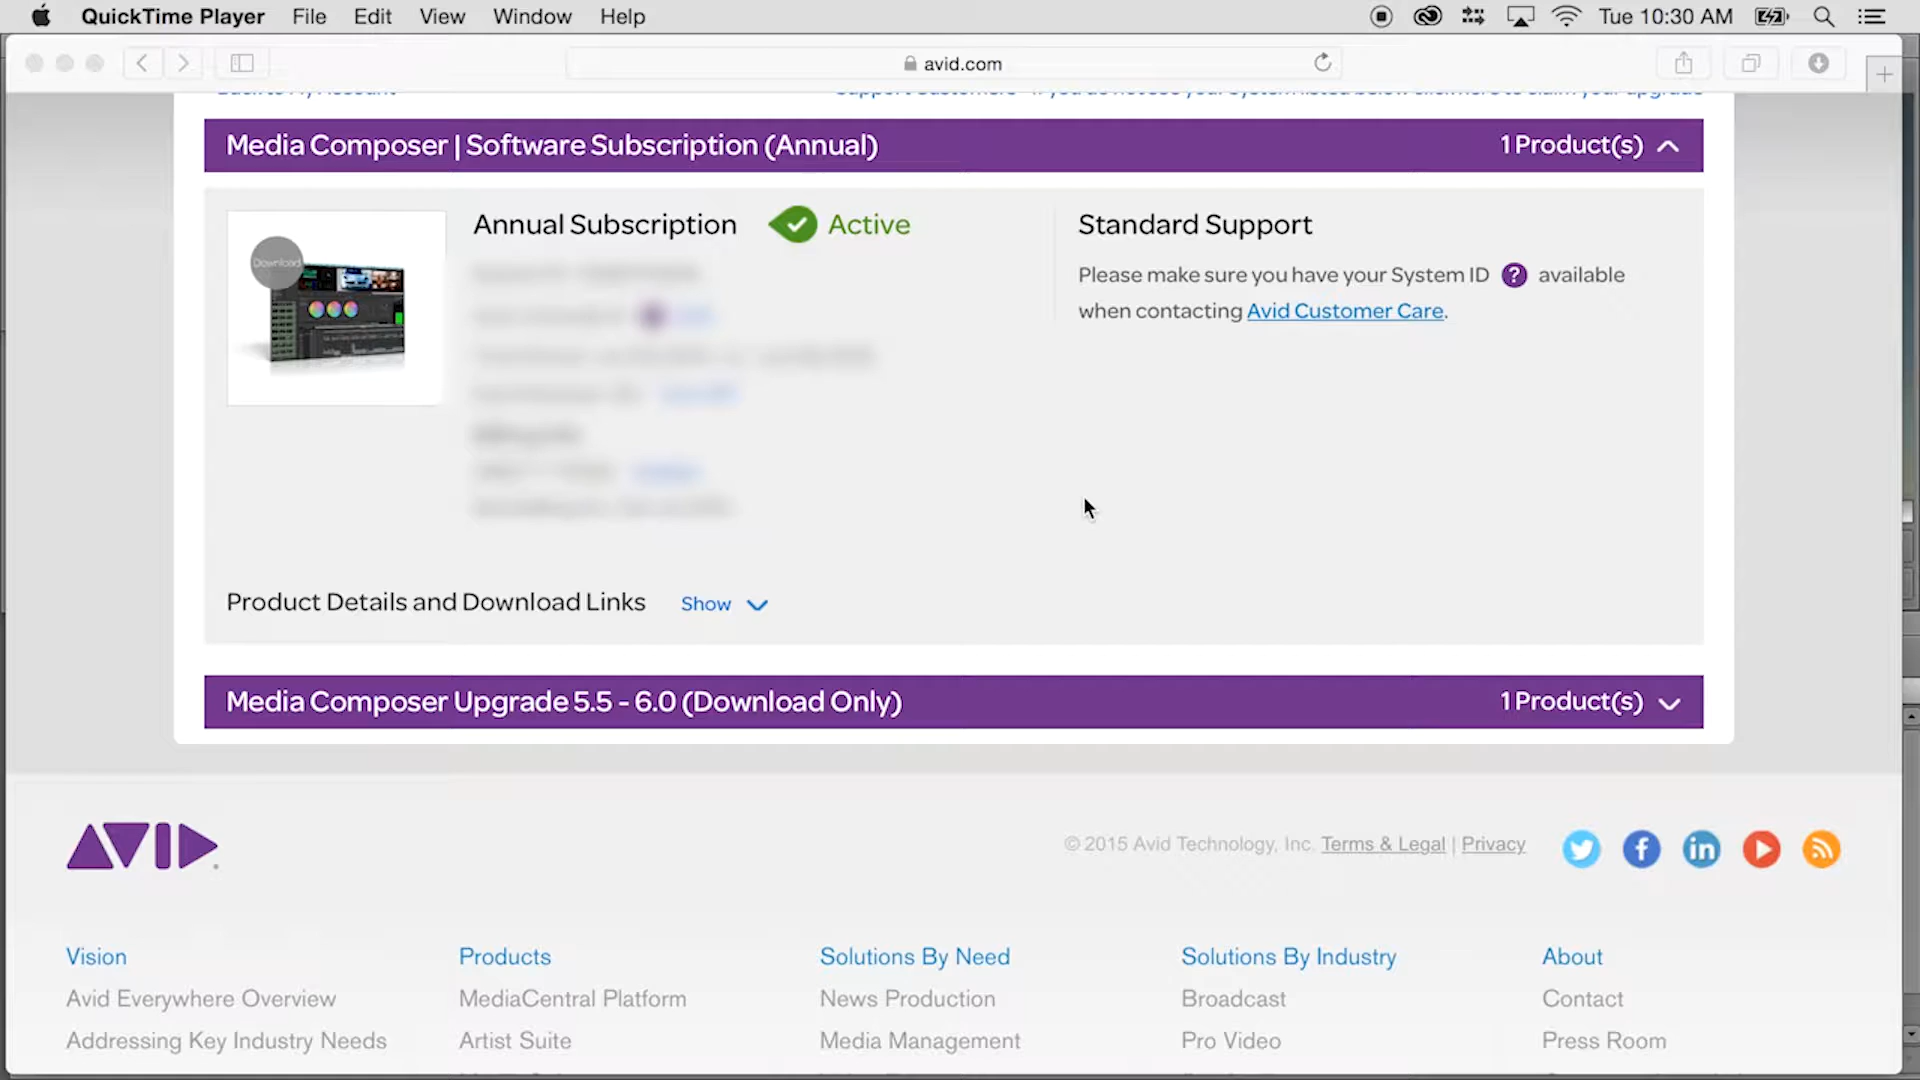 QuickTime Player File Edit View Window Help Tue 10:30 AM
avid.com
Media Composer | Software Subscription (Annual) 1 Product(s)
Download
Annual Subscription Active
Standard Support
Please make sure you have your System ID ? available
when contacting Avid Customer Care.
Product Details and Download Links Show
Media Composer Upgrade 5.5 - 6.0 (Download Only) 1 Product(s)
AVID
© 2015 Avid Technology, Inc. Terms & Legal | Privacy
Vision Products Solutions By Need Solutions By Industry About
Avid Everywhere Overview MediaCentral Platform News Production Broadcast Contact
Addressing Key Industry Needs Artist Suite Media Management Pro Video Press Room